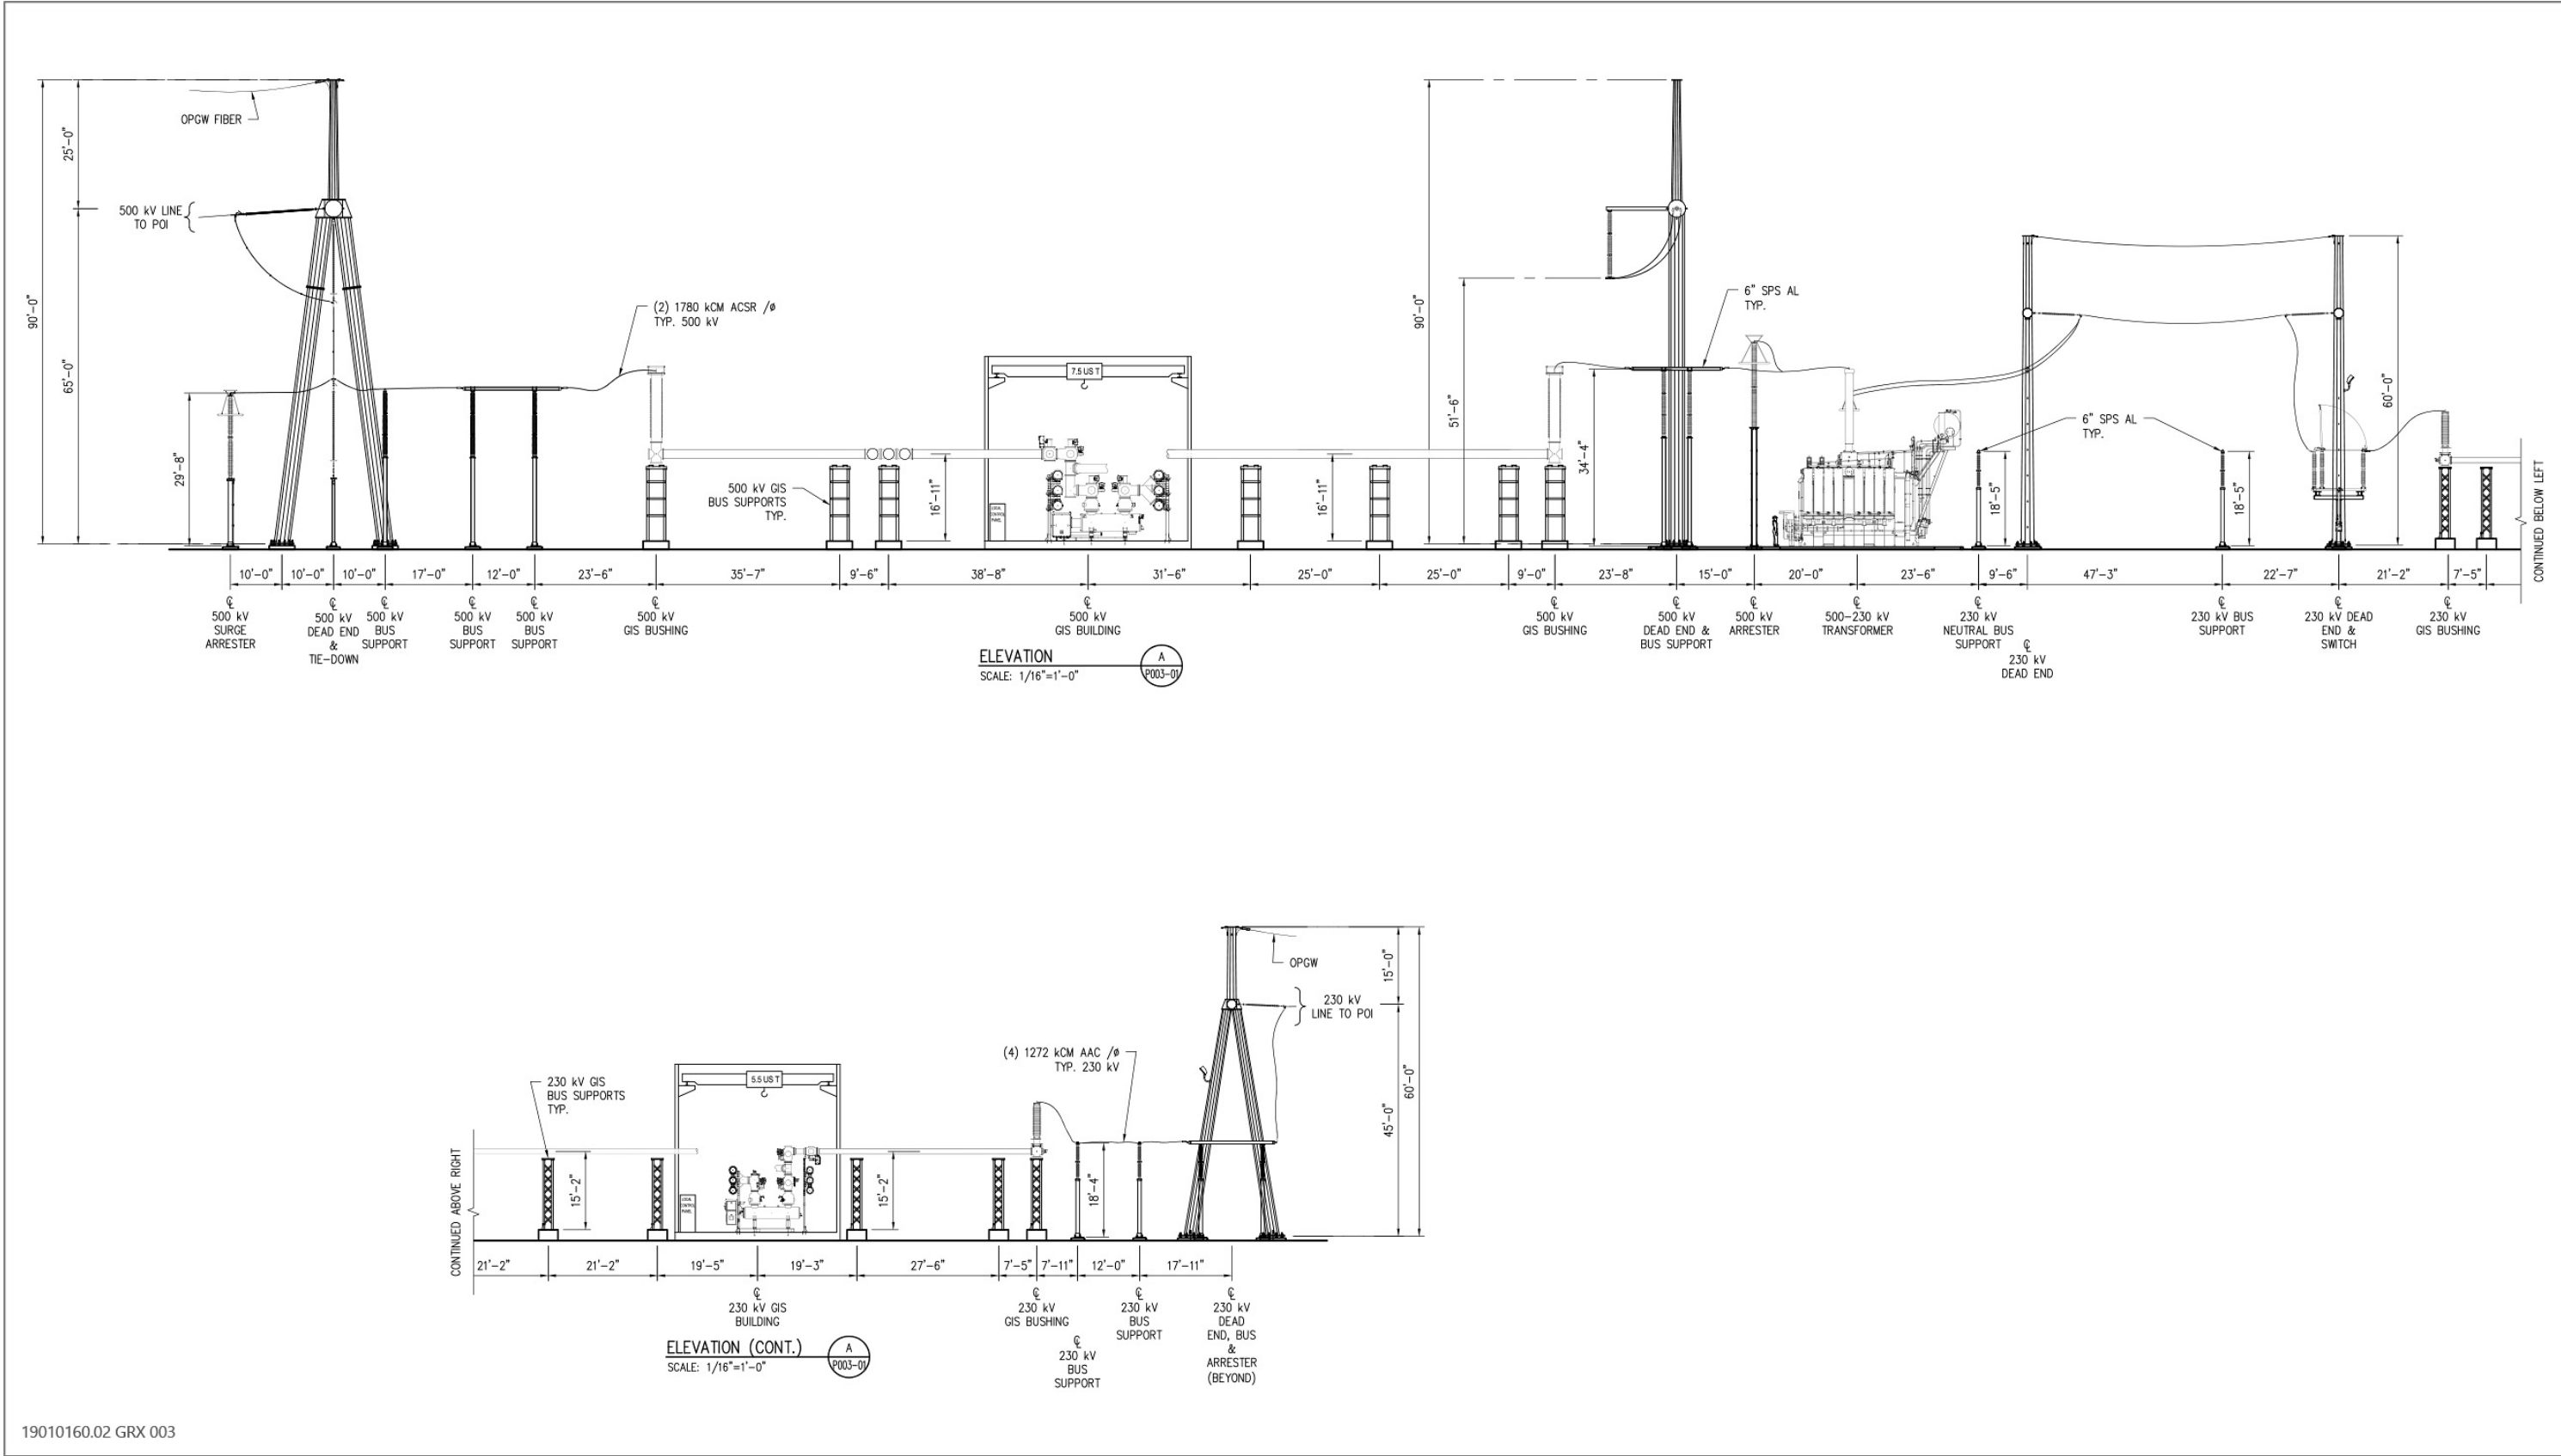 OPGW FIBER
500 kV LINE
TO POI
90'-0"
25'-0"
65'-0"
29'-8"
(2) 1780 kCM ACSR /ø
TYP. 500 kV
500 kV GIS
BUS SUPPORTS
TYP.
16'-11"
7.5 US T
LOCAL
CONTROL
PANEL
16'-11"
90'-0"
51'-6"
34'-4"
6" SPS AL
TYP.
6" SPS AL
TYP.
18'-5"
18'-5"
60'-0"
CONTINUED BELOW LEFT
10'-0" 10'-0" 10'-0" 17'-0" 12'-0" 23'-6" 35'-7" 9'-6" 38'-8" 31'-6" 25'-0" 25'-0" 9'-0" 23'-8" 15'-0" 20'-0" 23'-6" 9'-6" 47'-3" 22'-7" 21'-2" 7'-5"
℄
500 kV
SURGE
ARRESTER
℄
500 kV
DEAD END
&
TIE-DOWN
℄
500 kV
BUS
SUPPORT
℄
500 kV
BUS
SUPPORT
℄
500 kV
BUS
SUPPORT
℄
500 kV
GIS BUSHING
℄
500 kV
GIS BUILDING
℄
500 kV
GIS BUSHING
℄
500 kV
DEAD END &
BUS SUPPORT
℄
500 kV
ARRESTER
℄
500-230 kV
TRANSFORMER
℄
230 kV
NEUTRAL BUS
SUPPORT
℄
230 kV
DEAD END
℄
230 kV BUS
SUPPORT
℄
230 kV DEAD
END &
SWITCH
℄
230 kV
GIS BUSHING
ELEVATION
SCALE: 1/16"=1'-0"
A
P003-01
OPGW
230 kV
LINE TO POI
15'-0"
45'-0"
60'-0"
(4) 1272 kCM AAC /ø
TYP. 230 kV
230 kV GIS
BUS SUPPORTS
TYP.
5.5 US T
LOCAL
CONTROL
PANEL
15'-2"
15'-2"
18'-4"
CONTINUED ABOVE RIGHT
21'-2" 21'-2" 19'-5" 19'-3" 27'-6" 7'-5" 7'-11" 12'-0" 17'-11"
℄
230 kV GIS
BUILDING
℄
230 kV
GIS BUSHING
℄
230 kV
BUS
SUPPORT
℄
230 kV
BUS
SUPPORT
℄
230 kV
DEAD
END, BUS
&
ARRESTER
(BEYOND)
ELEVATION (CONT.)
SCALE: 1/16"=1'-0"
A
P003-01
19010160.02 GRX 003